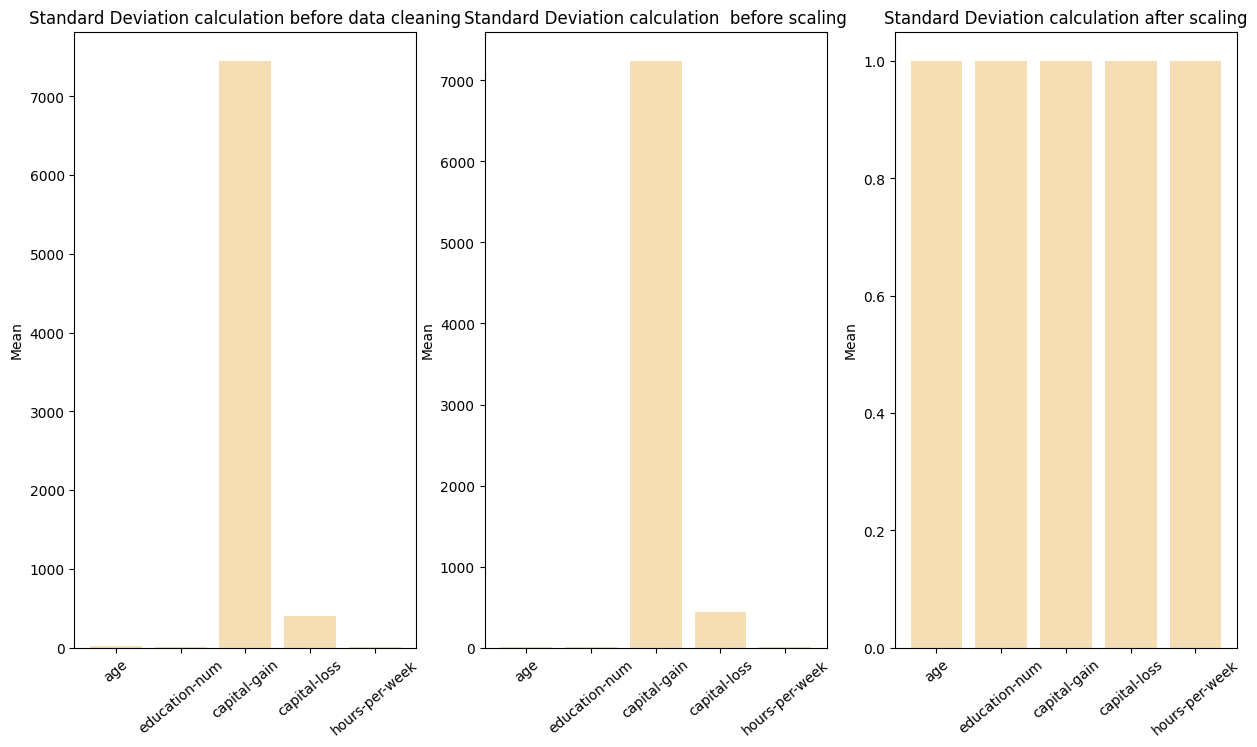 Standard Deviation calculation before data cleaning
Mean
7000
6000
5000
4000
3000
2000
1000
0
age
education-num
capital-gain
capital-loss
hours-per-week
Standard Deviation calculation  before scaling
Mean
7000
6000
5000
4000
3000
2000
1000
0
age
education-num
capital-gain
capital-loss
hours-per-week
Standard Deviation calculation after scaling
Mean
1.0
0.8
0.6
0.4
0.2
0.0
age
education-num
capital-gain
capital-loss
hours-per-week